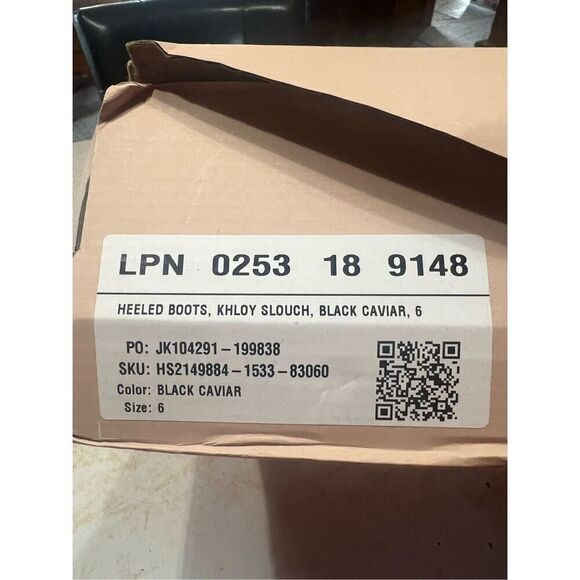 LPN 0253 18 9148
HEELED BOOTS, KHLOY SLOUCH, BLACK CAVIAR, 6
PO: JK104291-199838
SKU: HS2149884-1533-83060
Color: BLACK CAVIAR
Size: 6